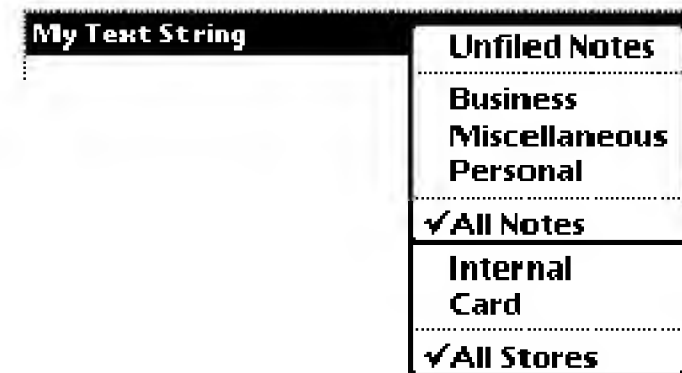 My Text String
Unfiled Notes
Business
Miscellaneous
Personal
✓All Notes
Internal
Card
✓All Stores